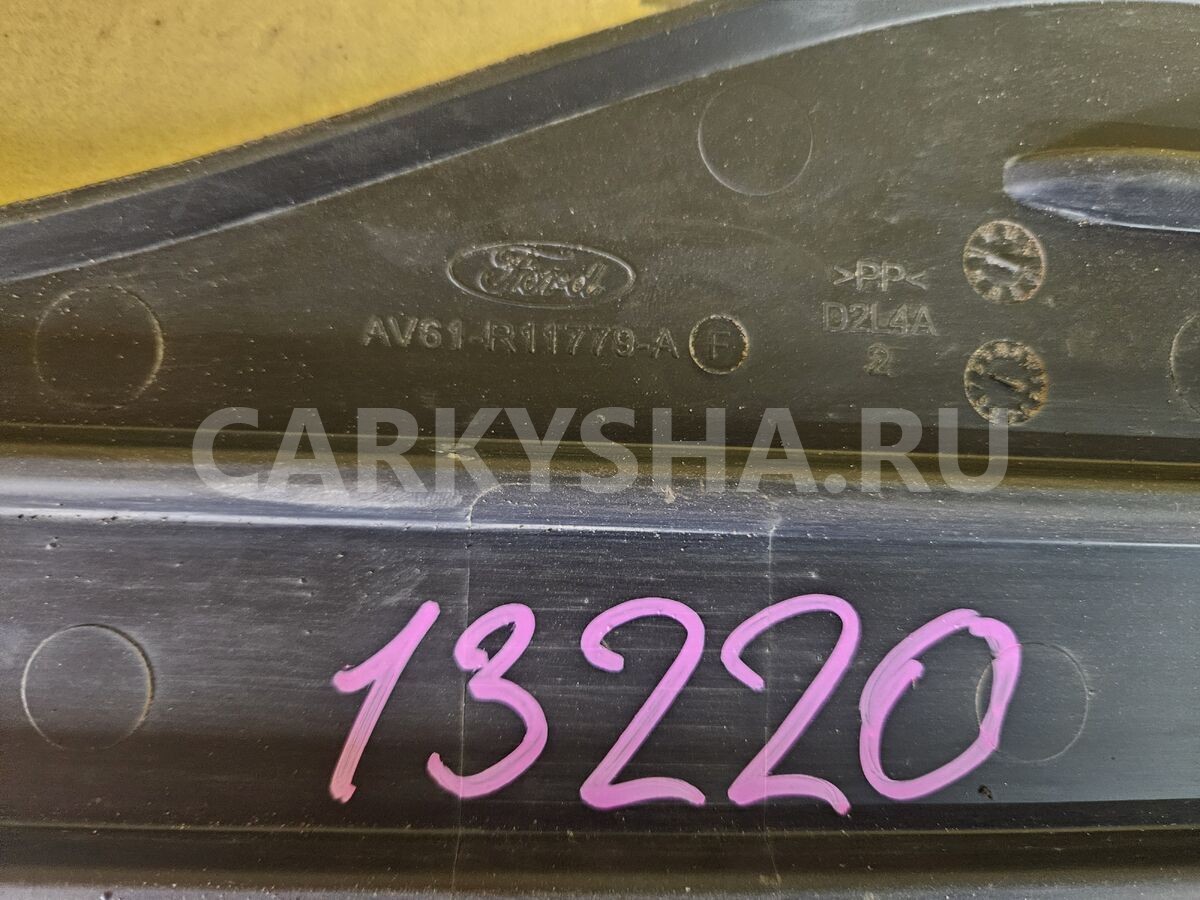 Ford
AV61-R11779-A F
>PP<
D2L4A
2
CARKYSHA.RU
13220